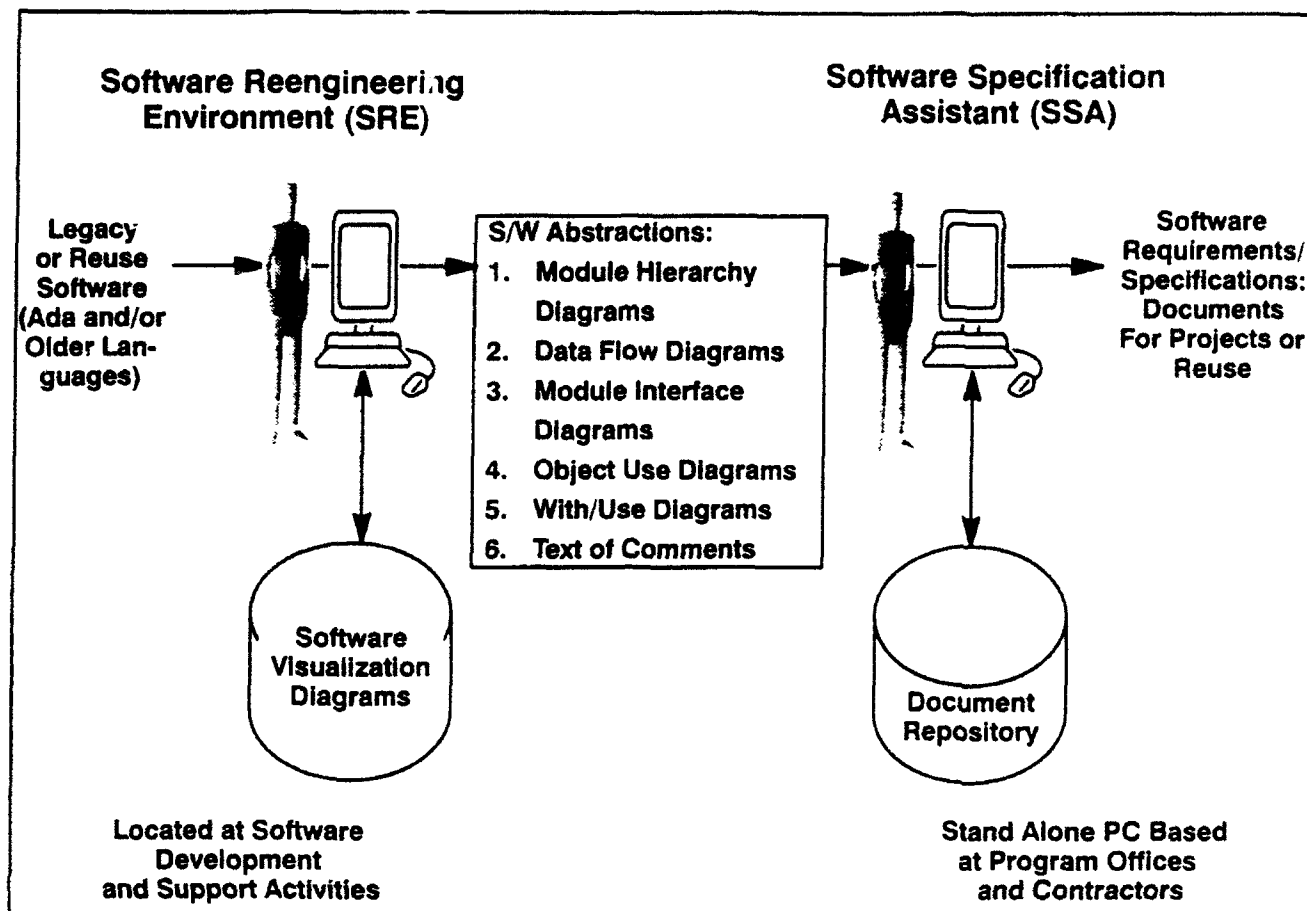 Software Reengineering
Environment (SRE)
Software Specification
Assistant (SSA)
Legacy
or Reuse
Software
(Ada and/or
Older Lan-
guages)
S/W Abstractions:
1. Module Hierarchy
Diagrams
2. Data Flow Diagrams
3. Module Interface
Diagrams
4. Object Use Diagrams
5. With/Use Diagrams
6. Text of Comments
Software
Requirements/
Specifications:
Documents
For Projects or
Reuse
Software
Visualization
Diagrams
Document
Repository
Located at Software
Development
and Support Activities
Stand Alone PC Based
at Program Offices
and Contractors